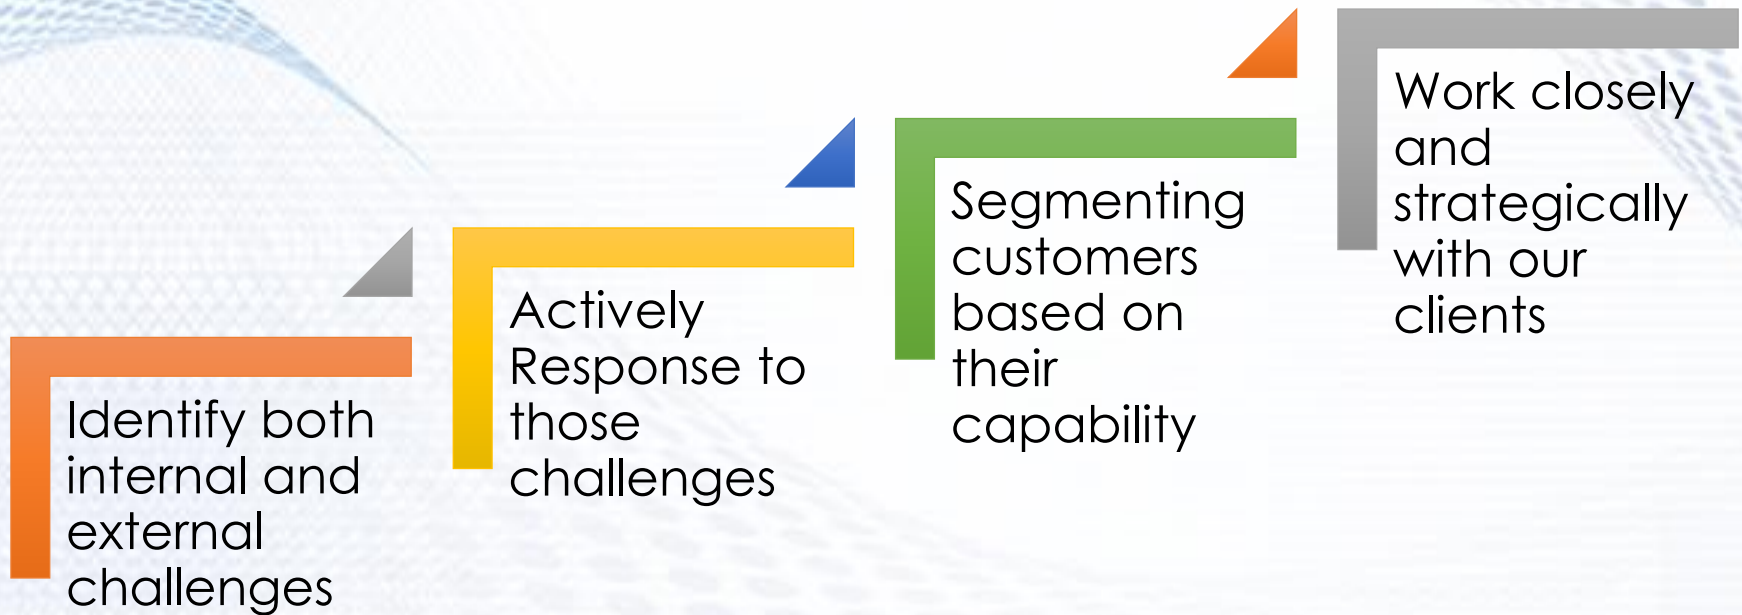 Identify both
internal and
external
challenges
Actively
Response to
those
challenges
Segmenting
customers
based on
their
capability
Work closely
and
strategically
with our
clients